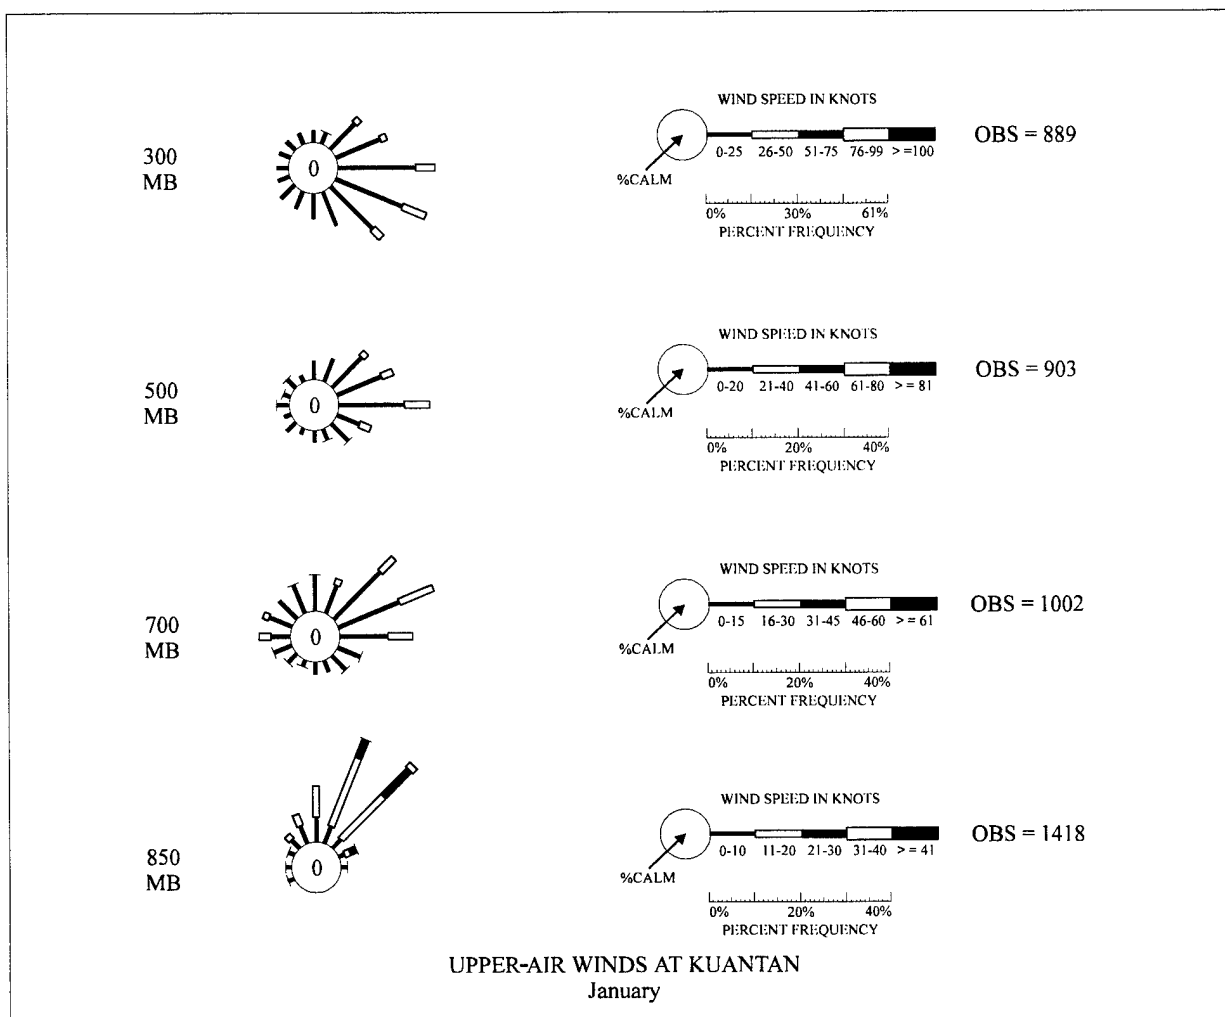 WIND SPEED IN KNOTS
300
MB
0
0-25 26-50 51-75 76-99 > =100
OBS = 889
%CALM
0% 30% 61%
PERCENT FREQUENCY
WIND SPEED IN KNOTS
500
MB
0
0-20 21-40 41-60 61-80 > = 81
OBS = 903
%CALM
0% 20% 40%
PERCENT FREQUENCY
WIND SPEED IN KNOTS
700
MB
0
0-15 16-30 31-45 46-60 > = 61
OBS = 1002
%CALM
0% 20% 40%
PERCENT FREQUENCY
WIND SPEED IN KNOTS
850
MB
0
0-10 11-20 21-30 31-40 > = 41
OBS = 1418
%CALM
0% 20% 40%
PERCENT FREQUENCY
UPPER-AIR WINDS AT KUANTAN
January